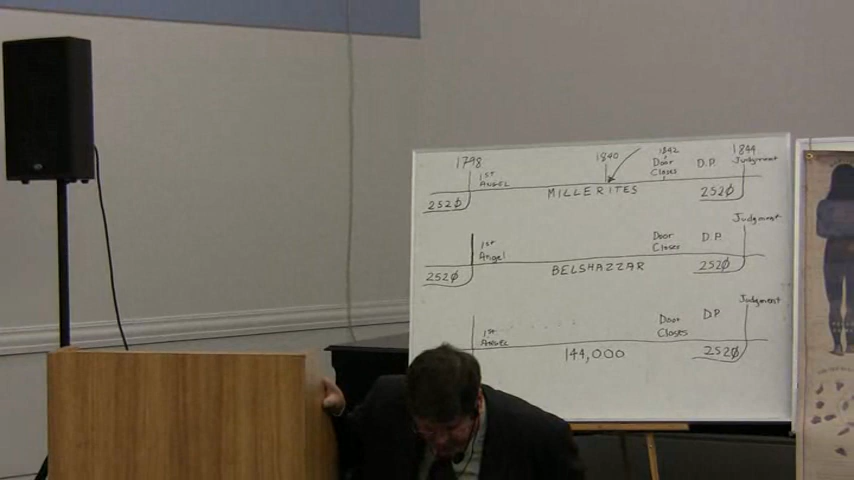 1798 1840 1842 1844
1ST ANGEL Door Closes D.P. Judgment
2520 MILLERITES 2520
Judgment
1st Angel Door Closes D.P.
2520 BELSHAZZAR 2520
Judgment
1st ANGEL Door Closes DP
144,000 2520